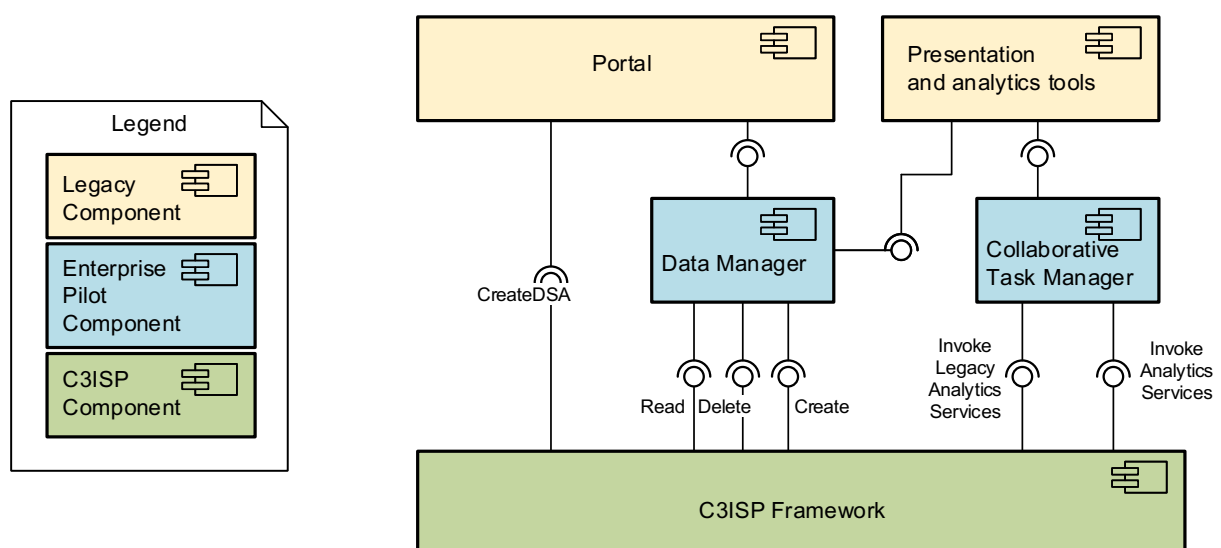 Legend
Legacy
Component
Enterprise
Pilot
Component
C3ISP
Component
Portal
Presentation
and analytics tools
Data Manager
Collaborative
Task Manager
CreateDSA
Read
Delete
Create
Invoke
Legacy
Analytics
Services
Invoke
Analytics
Services
C3ISP Framework